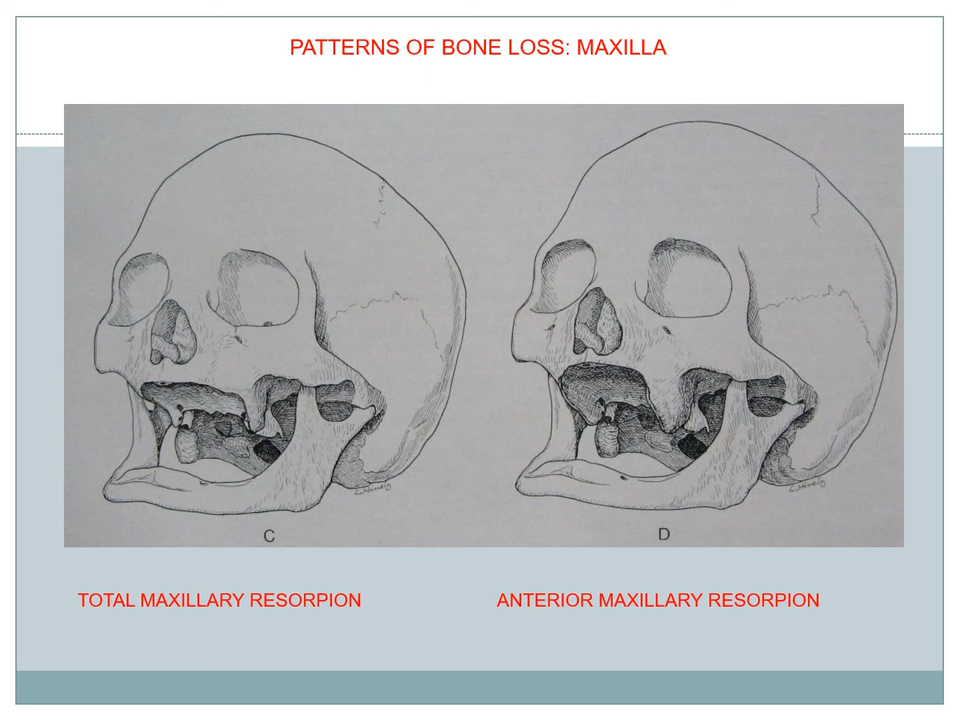 PATTERNS OF BONE LOSS: MAXILLA
C
D
TOTAL MAXILLARY RESORPION
ANTERIOR MAXILLARY RESORPION